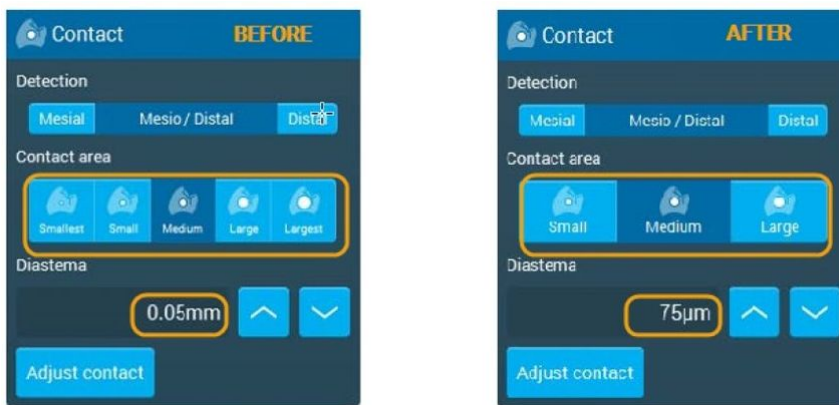 Contact BEFORE
Detection
Mesial Mesio / Distal Distal
Contact area
Smallest Small Medium Large Largest
Diastema
0.05mm
Adjust contact
Contact AFTER
Detection
Mesial Mesio / Distal Distal
Contact area
Small Medium Large
Diastema
75µm
Adjust contact